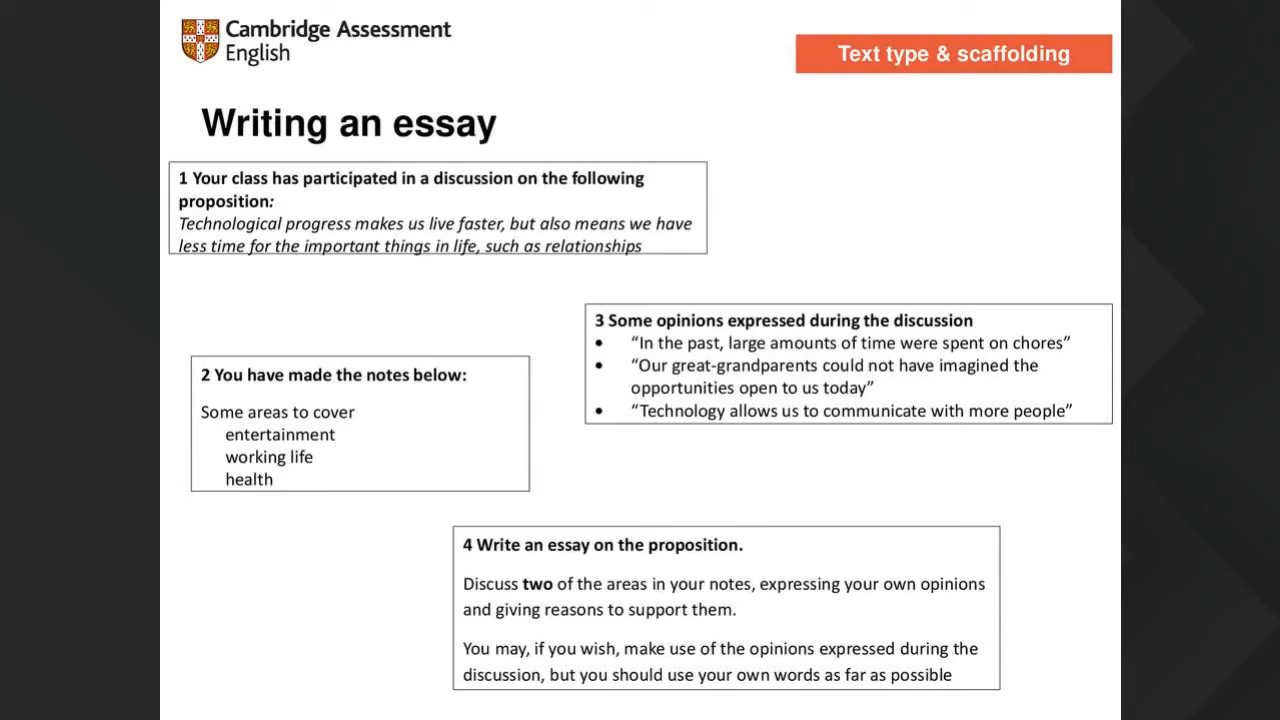 Cambridge Assessment
English
Text type & scaffolding
Writing an essay
1 Your class has participated in a discussion on the following
proposition:
Technological progress makes us live faster, but also means we have
less time for the important things in life, such as relationships
3 Some opinions expressed during the discussion
• “In the past, large amounts of time were spent on chores”
• “Our great-grandparents could not have imagined the
opportunities open to us today”
• “Technology allows us to communicate with more people”
2 You have made the notes below:
Some areas to cover
entertainment
working life
health
4 Write an essay on the proposition.
Discuss two of the areas in your notes, expressing your own opinions
and giving reasons to support them.
You may, if you wish, make use of the opinions expressed during the
discussion, but you should use your own words as far as possible